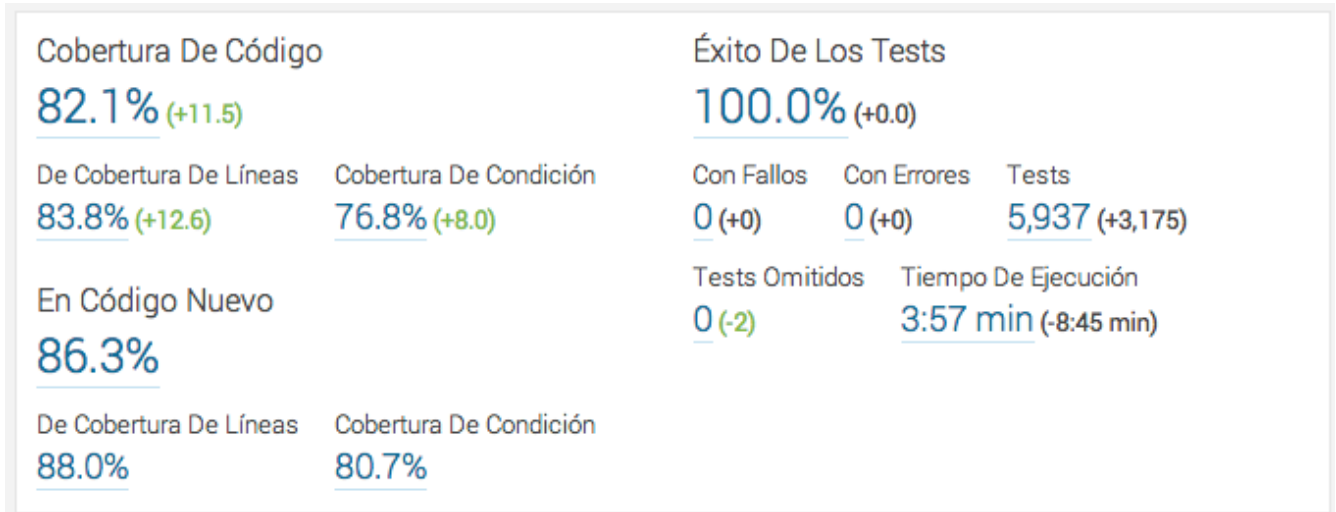 Cobertura De Código
82.1% (+11.5)
De Cobertura De Líneas Cobertura De Condición
83.8% (+12.6) 76.8% (+8.0)
En Código Nuevo
86.3%
De Cobertura De Líneas Cobertura De Condición
88.0% 80.7%
Éxito De Los Tests
100.0% (+0.0)
Con Fallos Con Errores Tests
0 (+0) 0 (+0) 5,937 (+3,175)
Tests Omitidos Tiempo De Ejecución
0 (-2) 3:57 min (-8:45 min)